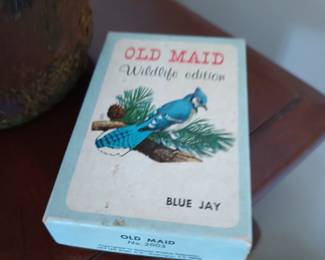 OLD MAID
Wildlife edition
BLUE JAY
OLD MAID
No. 2003